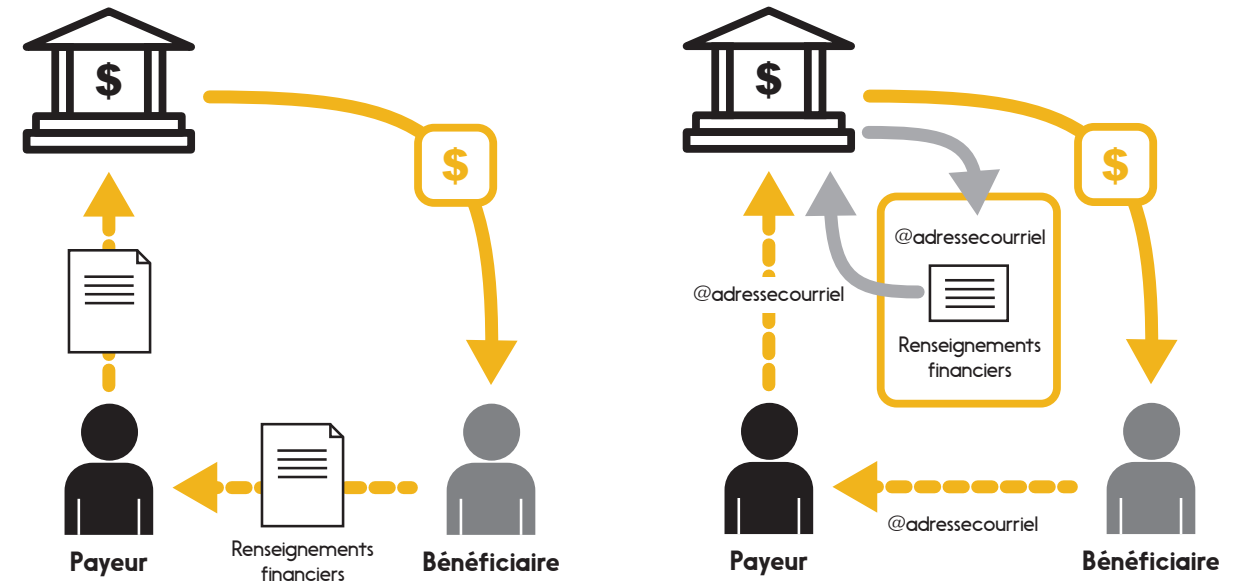 $
$
Renseignements
financiers
Payeur
Bénéficiaire
$
$
@adressecourriel
@adressecourriel
Renseignements
financiers
@adressecourriel
Payeur
Bénéficiaire